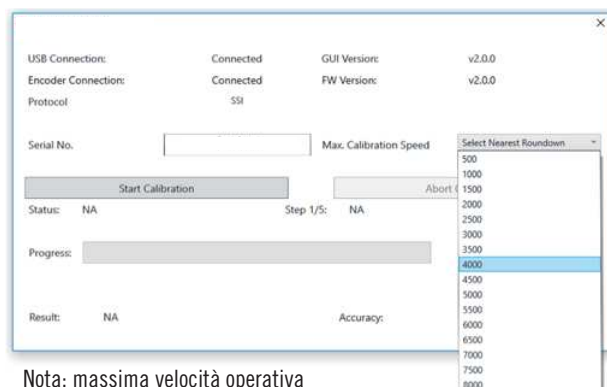 USB Connection: Connected GUI Version: v2.0.0
Encoder Connection: Connected FW Version: v2.0.0
Protocol SSI
Serial No. Max. Calibration Speed Select Nearest Roundown
500
1000
Start Calibration Abort 1500
Status: NA Step 1/5: NA 2000
2500
3000
Progress: 3500
4000
4500
5000
5500
Result: NA Accuracy: 6000
6500
7000
7500
Nota: massima velocità operativa 8000